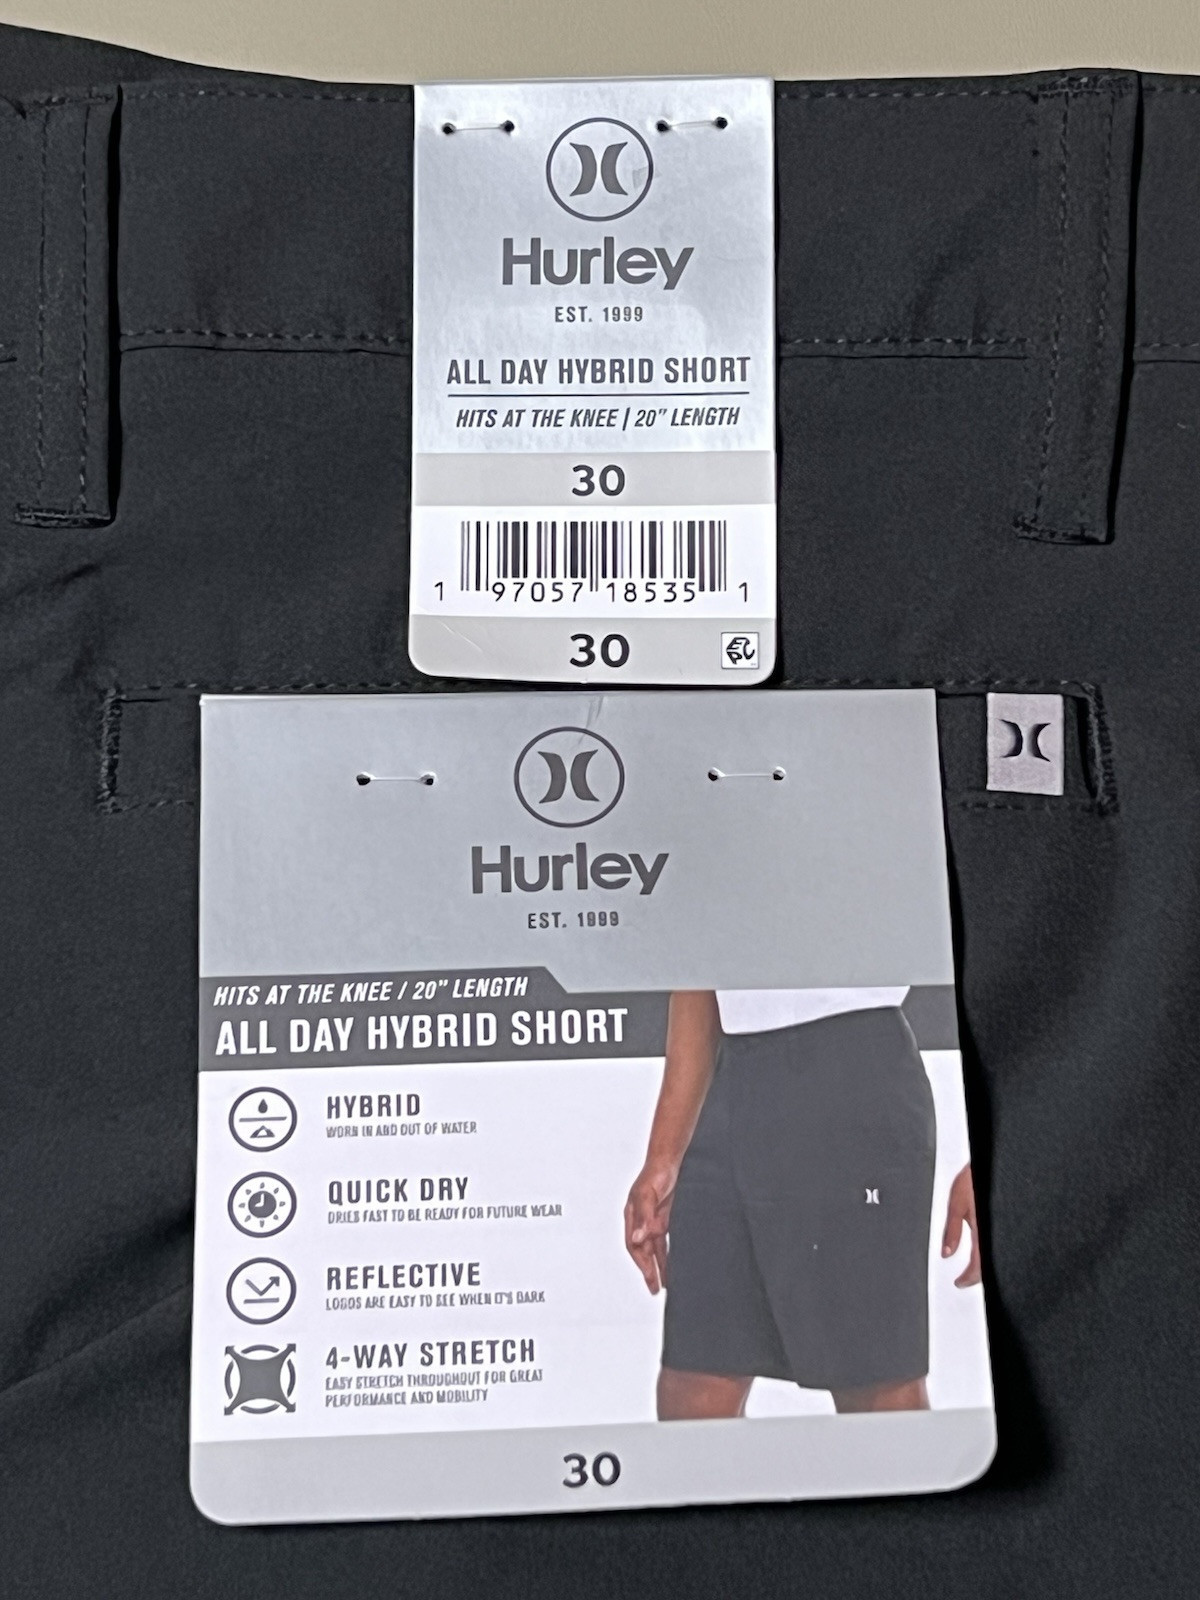 Hurley
EST. 1999
ALL DAY HYBRID SHORT
HITS AT THE KNEE | 20" LENGTH
30
1 97057 18535 1
30
EPC
Hurley
EST. 1999
HITS AT THE KNEE / 20" LENGTH
ALL DAY HYBRID SHORT
HYBRID
WORN IN AND OUT OF WATER
QUICK DRY
DRIES FAST TO BE READY FOR FUTURE WEAR
REFLECTIVE
LOGOS ARE EASY TO SEE WHEN IT'S DARK
4-WAY STRETCH
EASY STRETCH THROUGHOUT FOR GREAT
PERFORMANCE AND MOBILITY
30